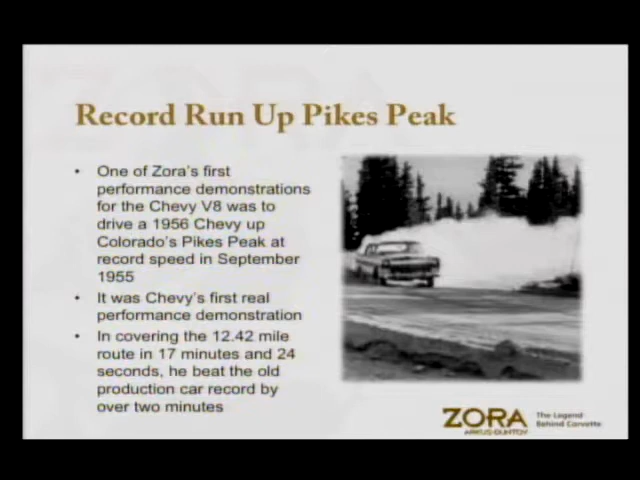 Record Run Up Pikes Peak
• One of Zora's first
performance demonstrations
for the Chevy V8 was to
drive a 1956 Chevy up
Colorado's Pikes Peak at
record speed in September
1955
• It was Chevy's first real
performance demonstration
• In covering the 12.42 mile
route in 17 minutes and 24
seconds, he beat the old
production car record by
over two minutes
ZORA
ARKUS-DUNTOV
The Legend
Behind Corvette